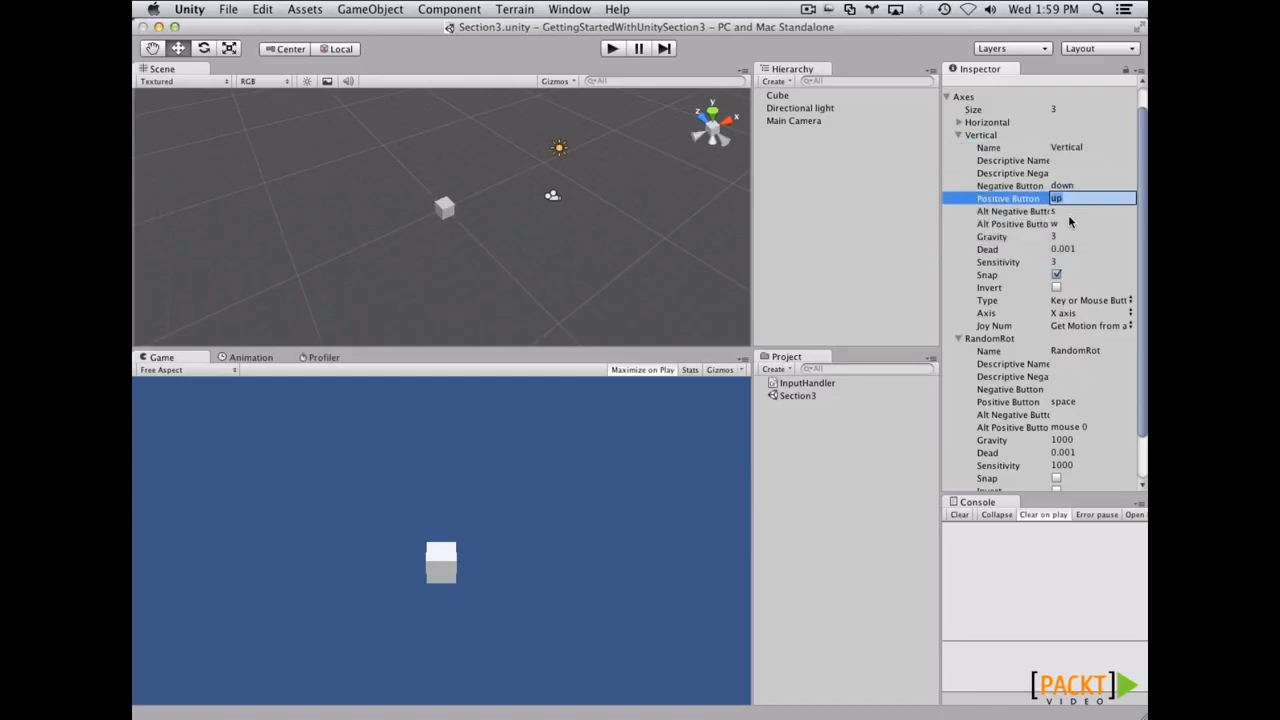 Unity File Edit Assets GameObject Component Terrain Window Help Wed 1:59 PM
Section3.unity – GettingStartedWithUnitySection3 – PC and Mac Standalone
Center Local Layers Layout
Scene
Textured RGB Gizmos All
y
z
x
Hierarchy
Create All
Cube
Directional light
Main Camera
Inspector
Axes
Size 3
Horizontal
Vertical
Name Vertical
Descriptive Name
Descriptive Nega
Negative Button down
Positive Button up
Alt Negative Butto s
Alt Positive Butto w
Gravity 3
Dead 0.001
Sensitivity 3
Snap
Invert
Type Key or Mouse Butt
Axis X axis
Joy Num Get Motion from a
RandomRot
Name RandomRot
Descriptive Name
Descriptive Nega
Negative Button
Positive Button space
Alt Negative Butto
Alt Positive Butto mouse 0
Gravity 1000
Dead 0.001
Sensitivity 1000
Snap
Invert
Game Animation Profiler
Free Aspect Maximize on Play Stats Gizmos
Project
Create All
InputHandler
Section3
Console
Clear Collapse Clear on play Error pause Open
[PACKT]
VIDEO